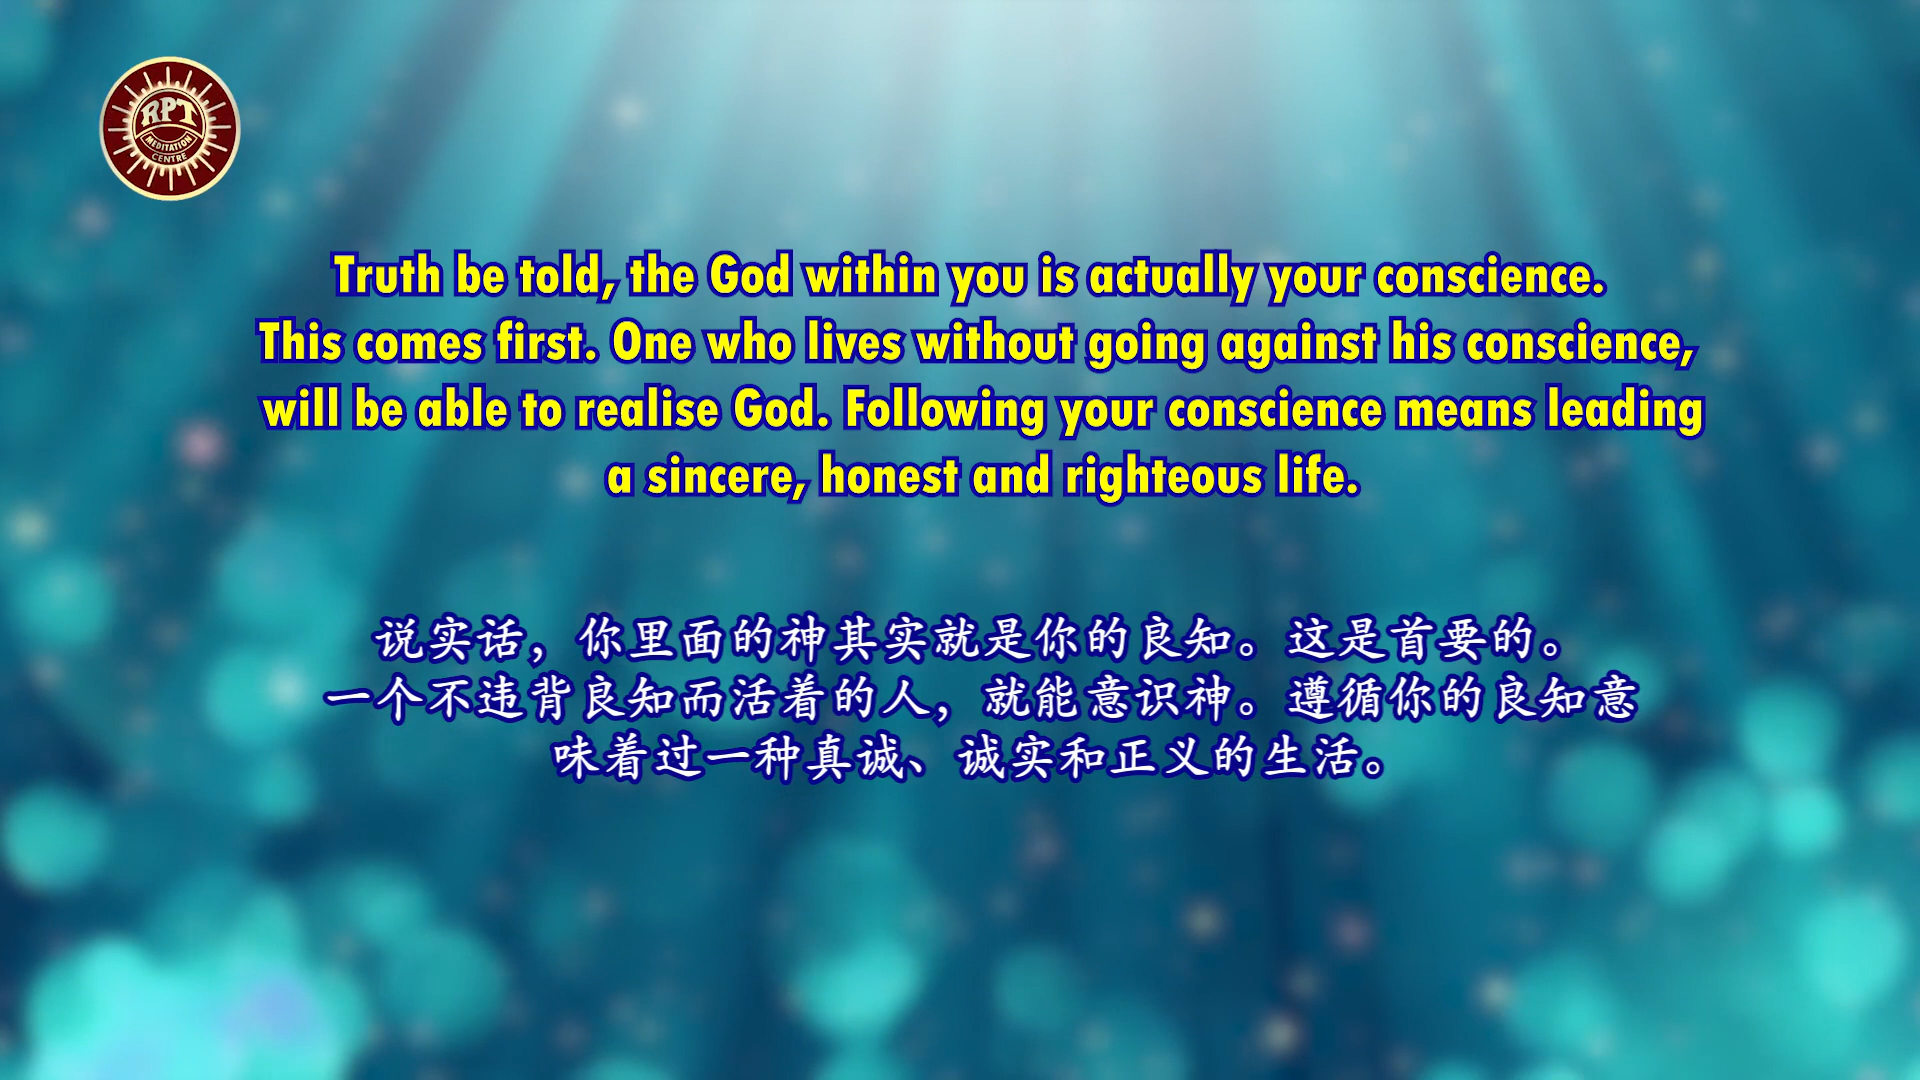 RPT
MEDITATION
CENTRE
Truth be told, the God within you is actually your conscience.
This comes first. One who lives without going against his conscience,
will be able to realise God. Following your conscience means leading
a sincere, honest and righteous life.
说实话，你里面的神其实就是你的良知。这是首要的。
一个不违背良知而活着的人，就能意识神。遵循你的良知意
味着过一种真诚、诚实和正义的生活。